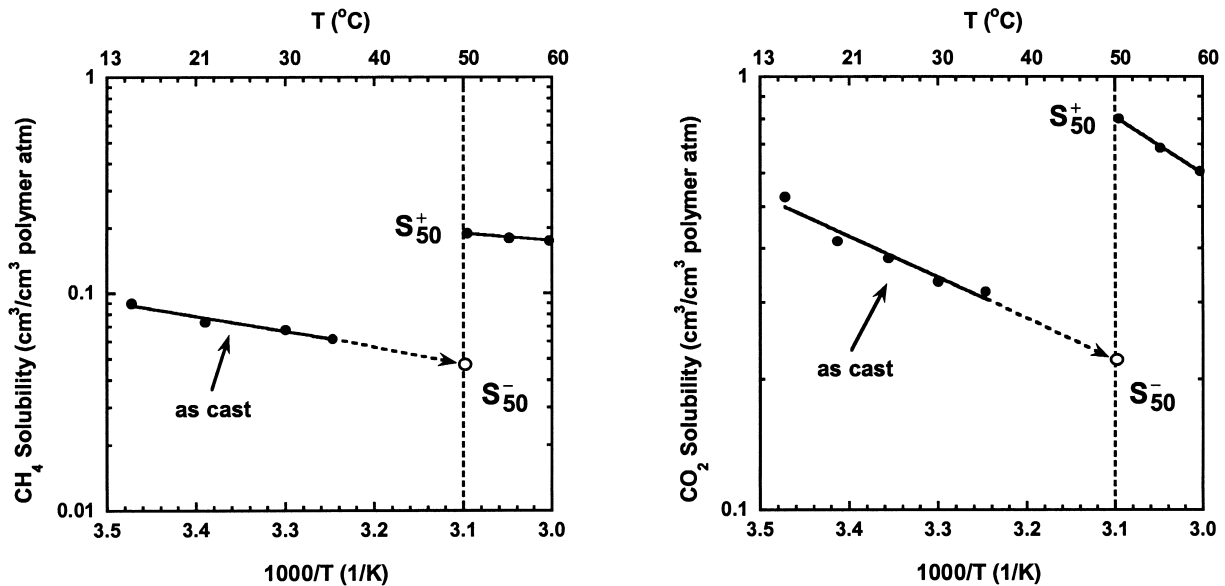 T (°C)
13 21 30 40 50 60
CH₄ Solubility (cm³/cm³ polymer atm)
1
0.1
0.01
S⁺₅₀
as cast
S⁻₅₀
3.5 3.4 3.3 3.2 3.1 3.0
1000/T (1/K)
T (°C)
13 21 30 40 50 60
CO₂ Solubility (cm³/cm³ polymer atm)
1
0.1
S⁺₅₀
as cast
S⁻₅₀
3.5 3.4 3.3 3.2 3.1 3.0
1000/T (1/K)